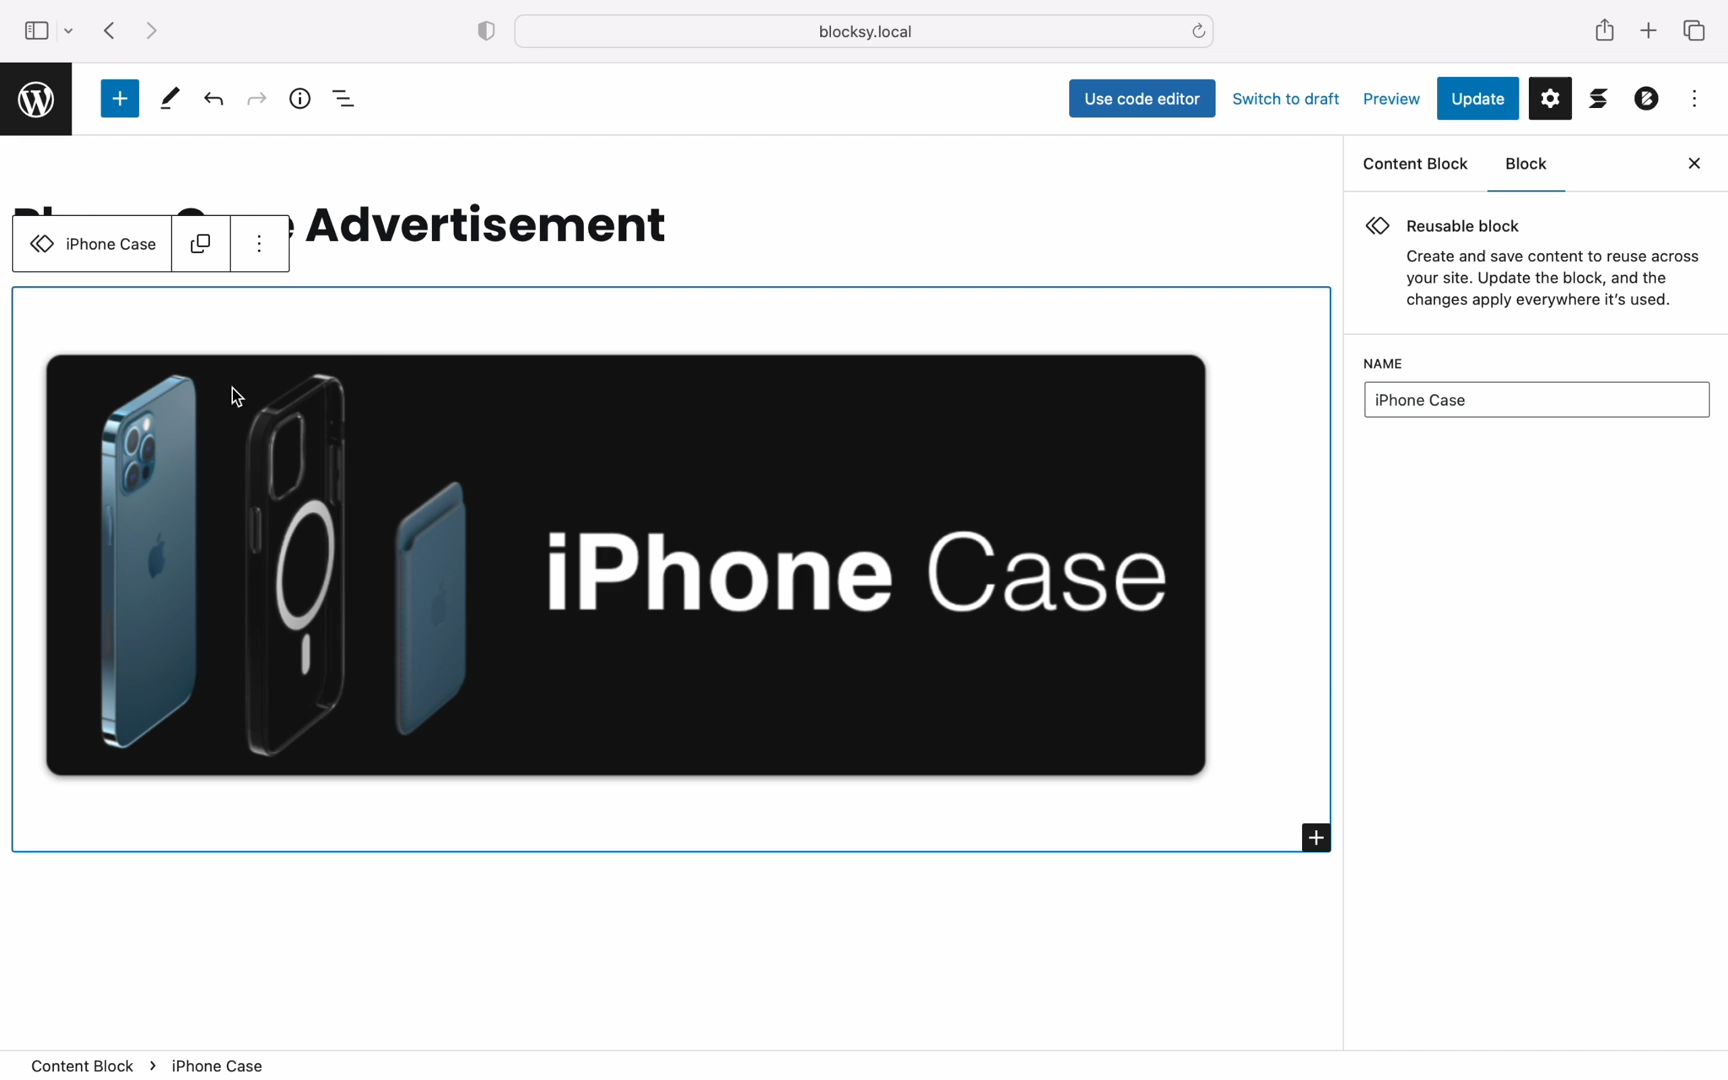 blocksy.local
Use code editor
Switch to draft
Preview
Update
Content Block
Block
Advertisement
iPhone Case
Reusable block
Create and save content to reuse across
your site. Update the block, and the
changes apply everywhere it's used.
NAME
iPhone Case
iPhone Case
Content Block
iPhone Case